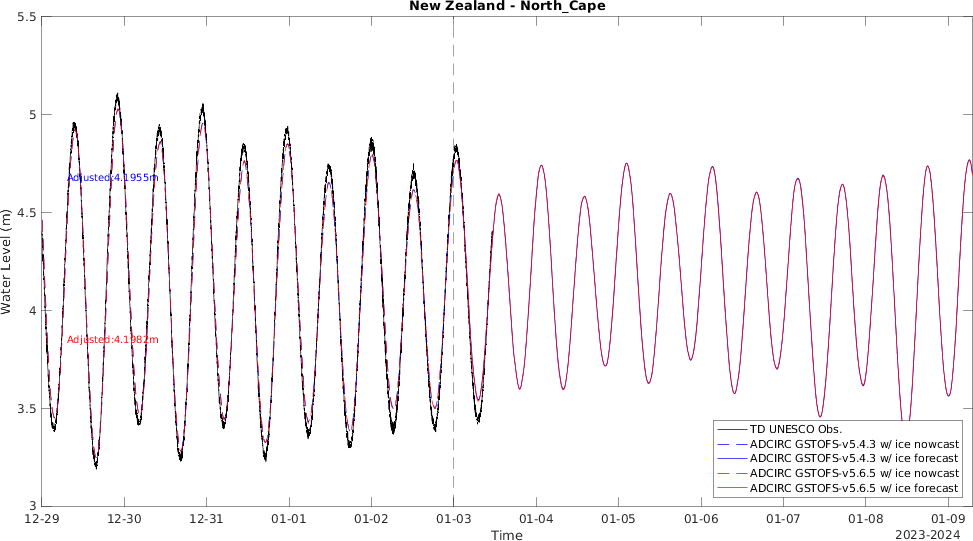 New Zealand - North_Cape
5.5
5
4.5
4
3.5
3
Water Level (m)
Adjusted:4.1955m
Adjusted:4.1982m
TD UNESCO Obs.
ADCIRC GSTOFS-v5.4.3 w/ ice nowcast
ADCIRC GSTOFS-v5.4.3 w/ ice forecast
ADCIRC GSTOFS-v5.6.5 w/ ice nowcast
ADCIRC GSTOFS-v5.6.5 w/ ice forecast
12-29 12-30 12-31 01-01 01-02 01-03 01-04 01-05 01-06 01-07 01-08 01-09
Time
2023-2024